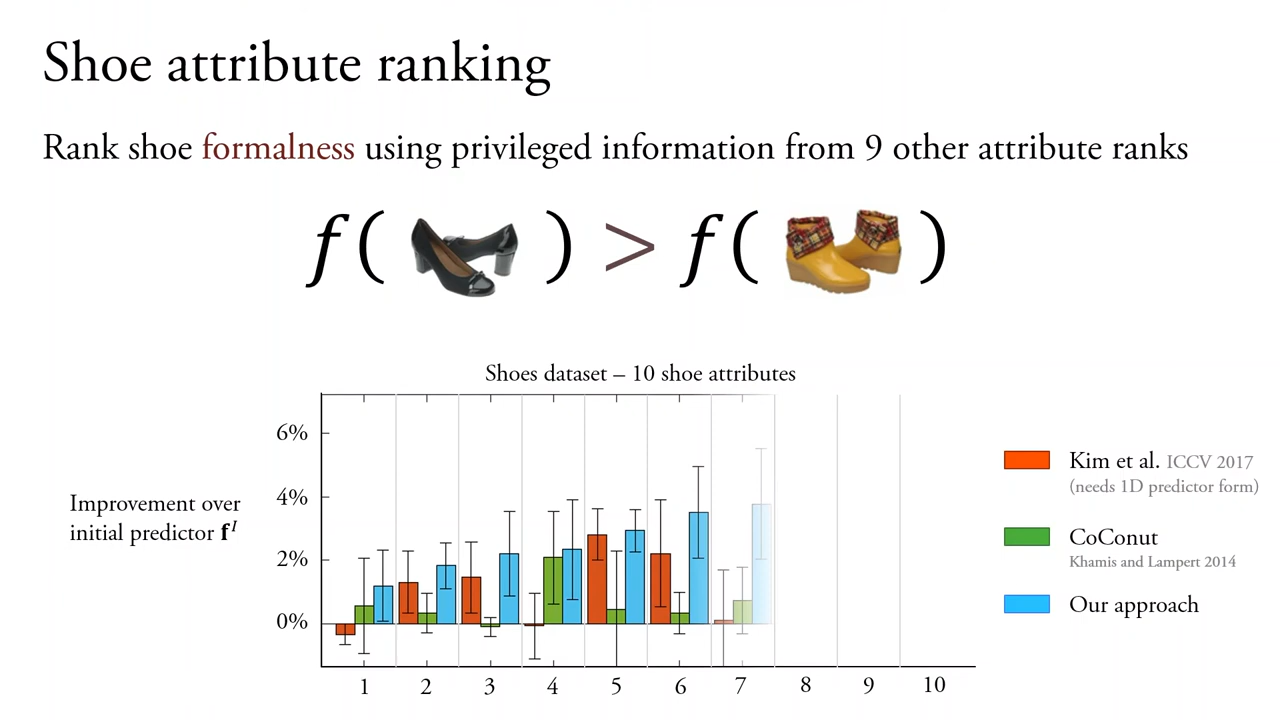 Shoe attribute ranking
Rank shoe formalness using privileged information from 9 other attribute ranks
f( ) > f( )
Shoes dataset – 10 shoe attributes
6%
4%
2%
0%
Improvement over
initial predictor f^I
1 2 3 4 5 6 7 8 9 10
Kim et al. ICCV 2017
(needs 1D predictor form)
CoConut
Khamis and Lampert 2014
Our approach